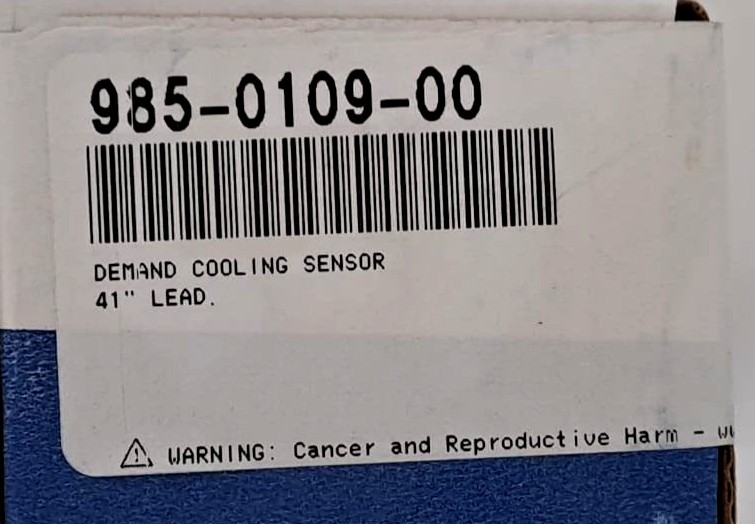 985-0109-00
DEMAND COOLING SENSOR
41" LEAD.
⚠ WARNING: Cancer and Reproductive Harm -